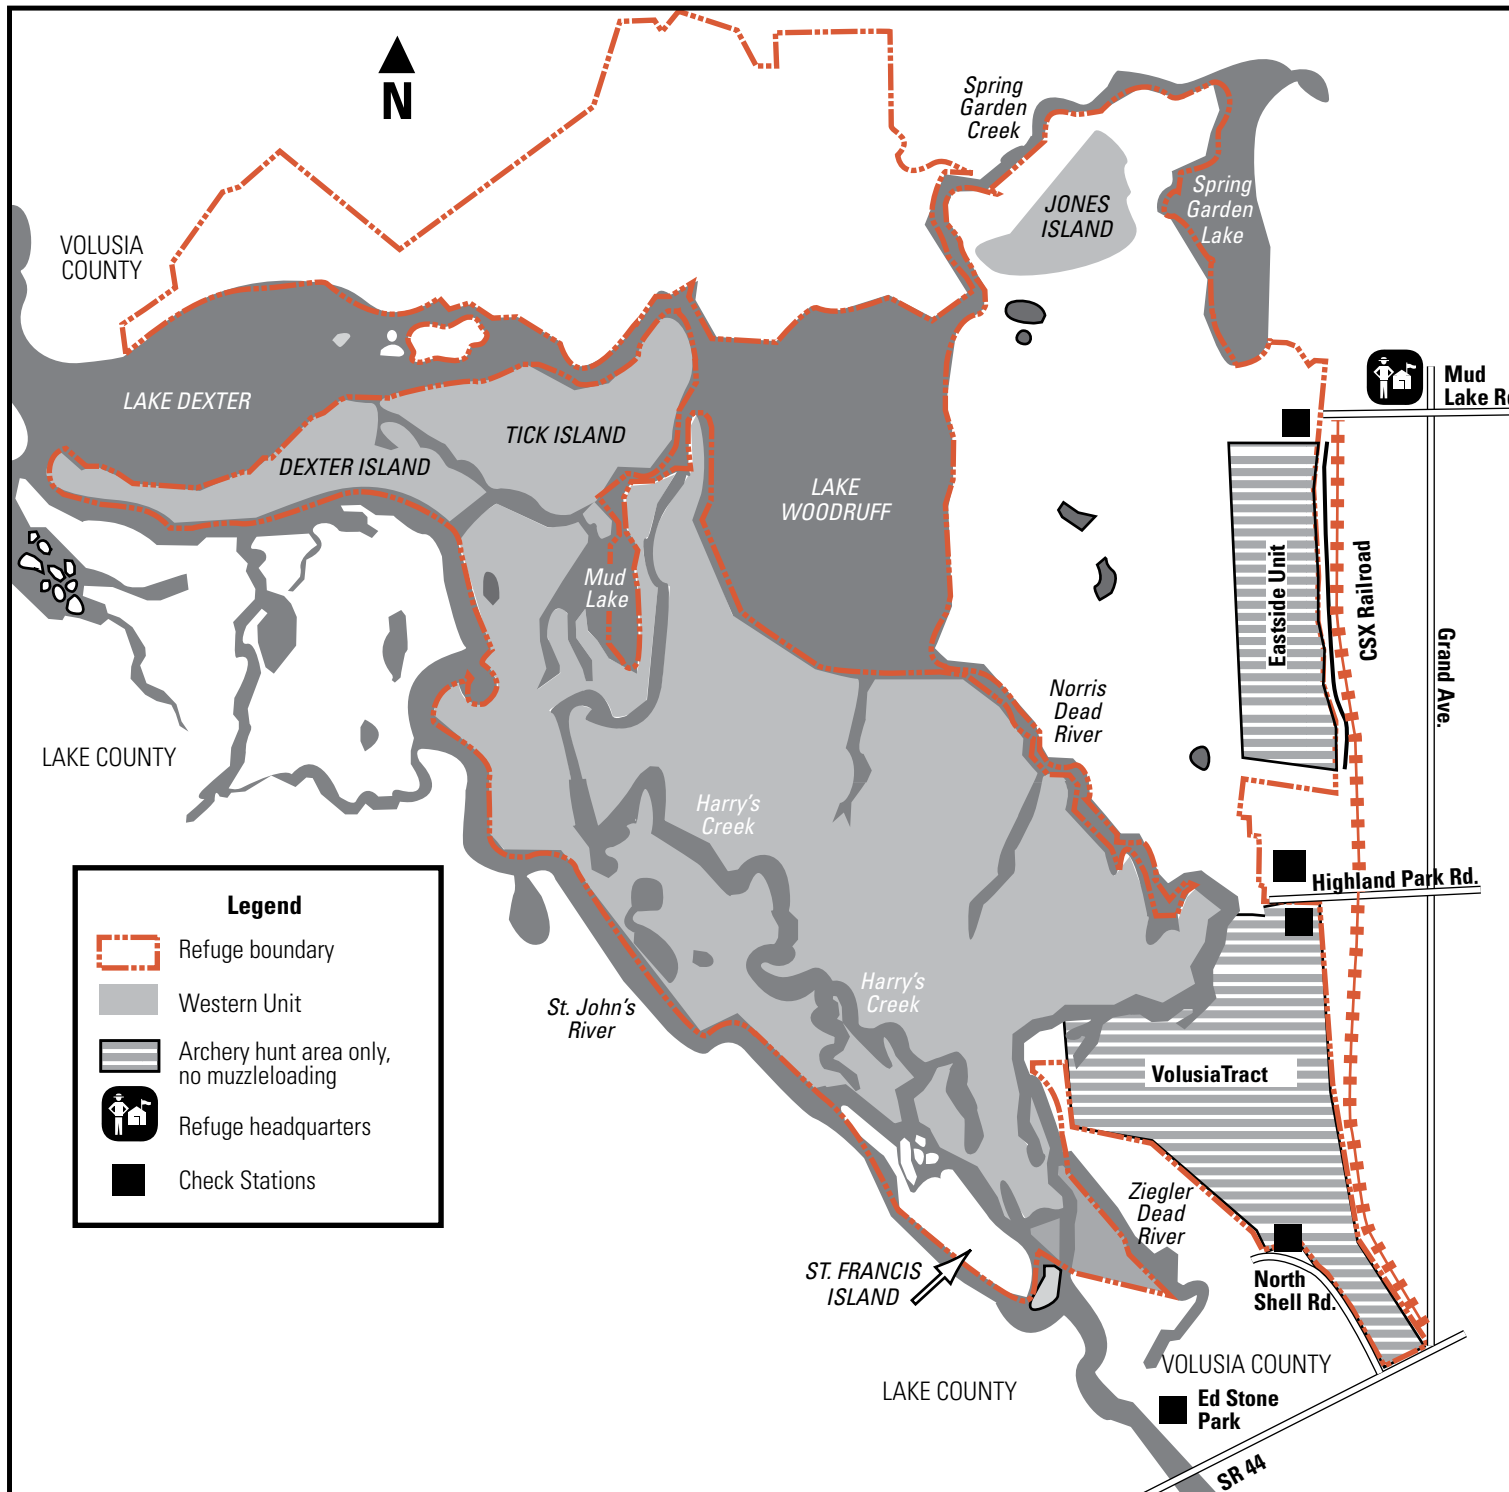 N
Spring
Garden
Creek
JONES
ISLAND
Spring
Garden
Lake
VOLUSIA
COUNTY
LAKE DEXTER
TICK ISLAND
DEXTER ISLAND
LAKE
WOODRUFF
Mud
Lake Rd
Mud
Lake
Eastside Unit
CSX Railroad
Grand Ave.
Norris
Dead
River
LAKE COUNTY
Harry's
Creek
Highland Park Rd.
Legend
Refuge boundary
Western Unit
Archery hunt area only,
no muzzleloading
Refuge headquarters
Check Stations
St. John's
River
Harry's
Creek
VolusiaTract
Ziegler
Dead
River
ST. FRANCIS
ISLAND
North
Shell Rd.
VOLUSIA COUNTY
LAKE COUNTY
Ed Stone
Park
SR 44